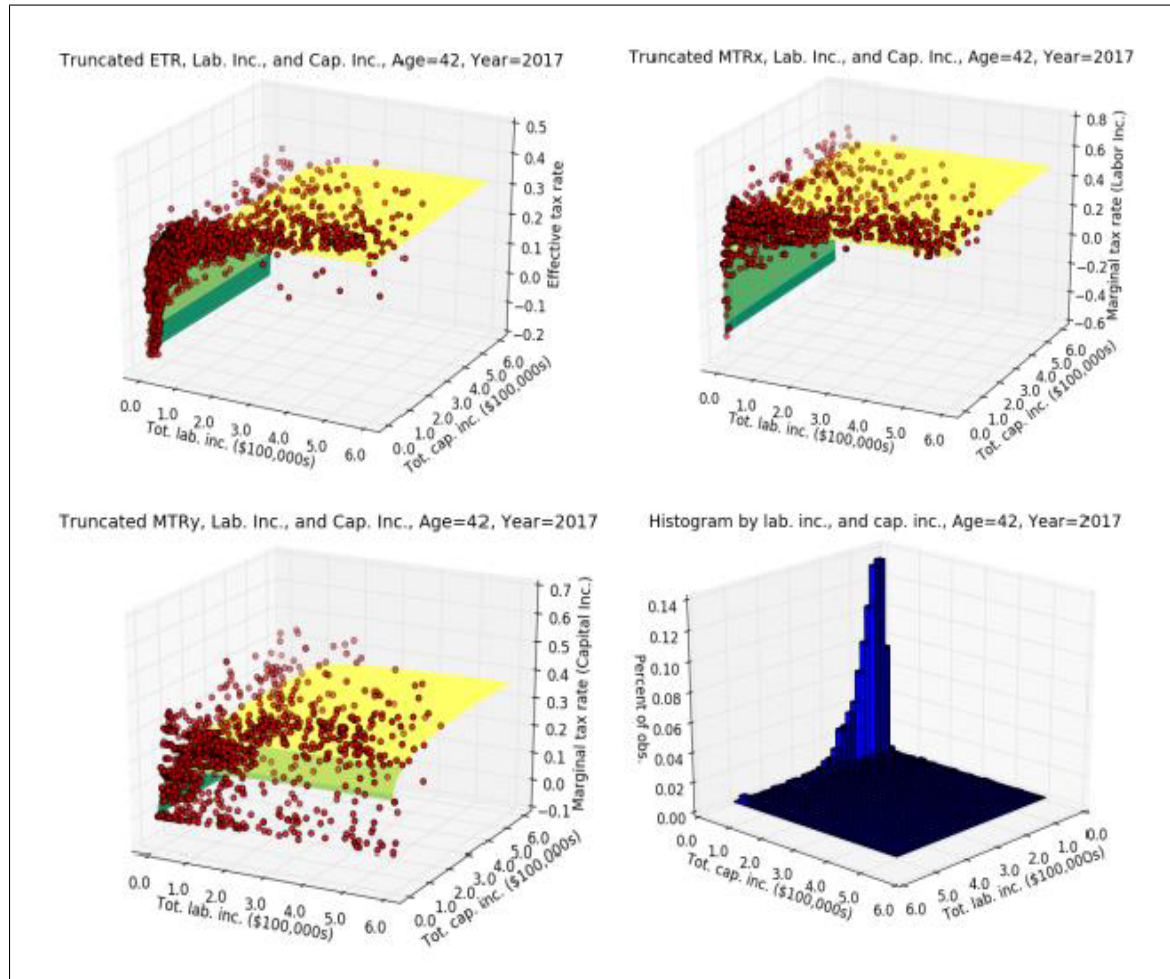 Truncated ETR, Lab. Inc., and Cap. Inc., Age=42, Year=2017
0.5
0.4
0.3
0.2
0.1
0.0
−0.1
−0.2
Effective tax rate
0.0 1.0 2.0 3.0 4.0 5.0 6.0
Tot. lab. inc. ($100,000s)
0.0 1.0 2.0 3.0 4.0 5.0 6.0
Tot. cap. inc. ($100,000s)
Truncated MTRx, Lab. Inc., and Cap. Inc., Age=42, Year=2017
0.8
0.6
0.4
0.2
0.0
−0.2
−0.4
−0.6
Marginal tax rate (Labor Inc.)
0.0 1.0 2.0 3.0 4.0 5.0 6.0
Tot. lab. inc. ($100,000s)
0.0 1.0 2.0 3.0 4.0 5.0 6.0
Tot. cap. inc. ($100,000s)
Truncated MTRy, Lab. Inc., and Cap. Inc., Age=42, Year=2017
0.7
0.6
0.5
0.4
0.3
0.2
0.1
0.0
−0.1
Marginal tax rate (Capital Inc.)
0.0 1.0 2.0 3.0 4.0 5.0 6.0
Tot. lab. inc. ($100,000s)
0.0 1.0 2.0 3.0 4.0 5.0 6.0
Tot. cap. inc. ($100,000s)
Histogram by lab. inc., and cap. inc., Age=42, Year=2017
0.14
0.12
0.10
0.08
0.06
0.04
0.02
0.00
Percent of obs.
0.0 1.0 2.0 3.0 4.0 5.0 6.0
Tot. cap. inc. ($100,000s)
6.0 5.0 4.0 3.0 2.0 1.0 0.0
Tot. lab. inc. ($100,000s)